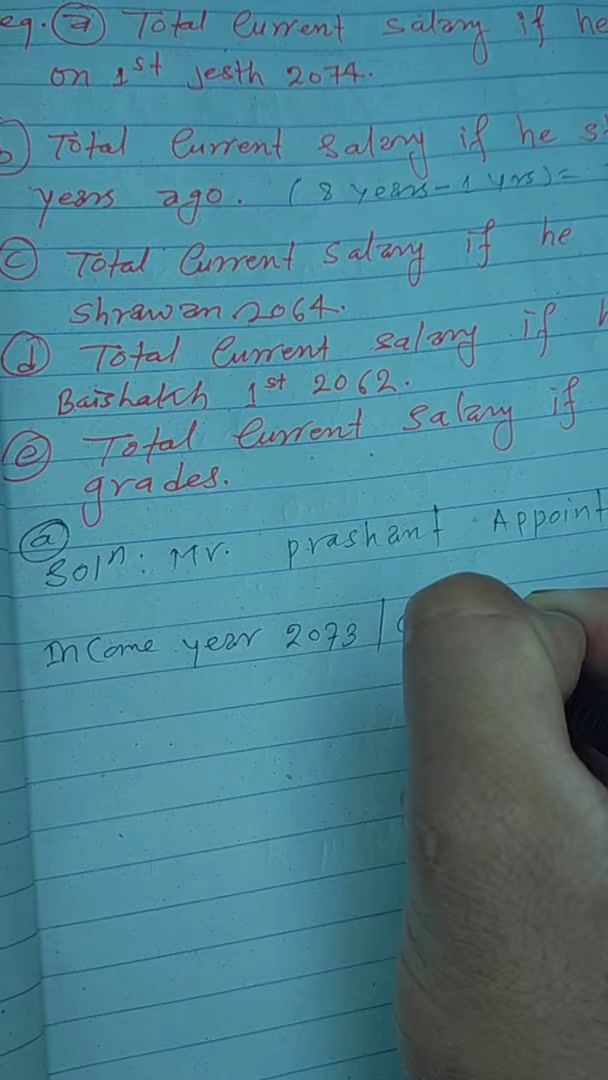 eg. (a) Total Current salary if he
on 1st jesth 2074.
b) Total Current salary if he
years ago. (8 years - 1 yrs) =
(c) Total Current salary if he
shrawan 2064.
(d) Total Current salary if
Baishakh 1st 2062.
(e) Total Current salary if
grades.
(a)
Soln: Mr. prashant Appoint
Income year 2073/